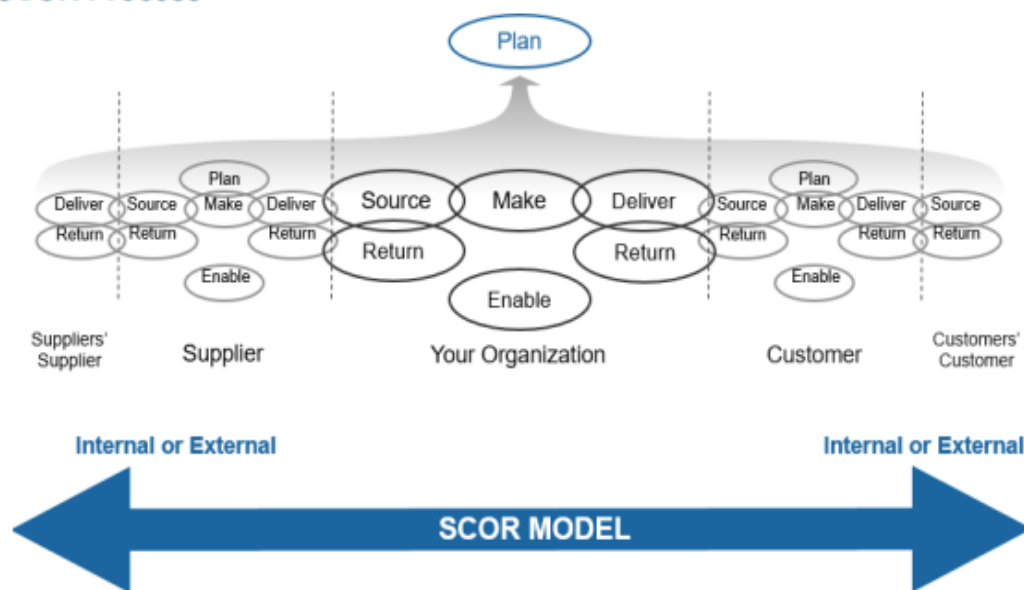 Plan
Plan
Plan
Deliver Source Make Deliver Source Make Deliver Source Make Deliver Source
Return Return Return Return Return Return Return Return
Enable Enable
Enable
Suppliers'
Supplier
Supplier
Your Organization
Customer
Customers'
Customer
Internal or External
Internal or External
SCOR MODEL